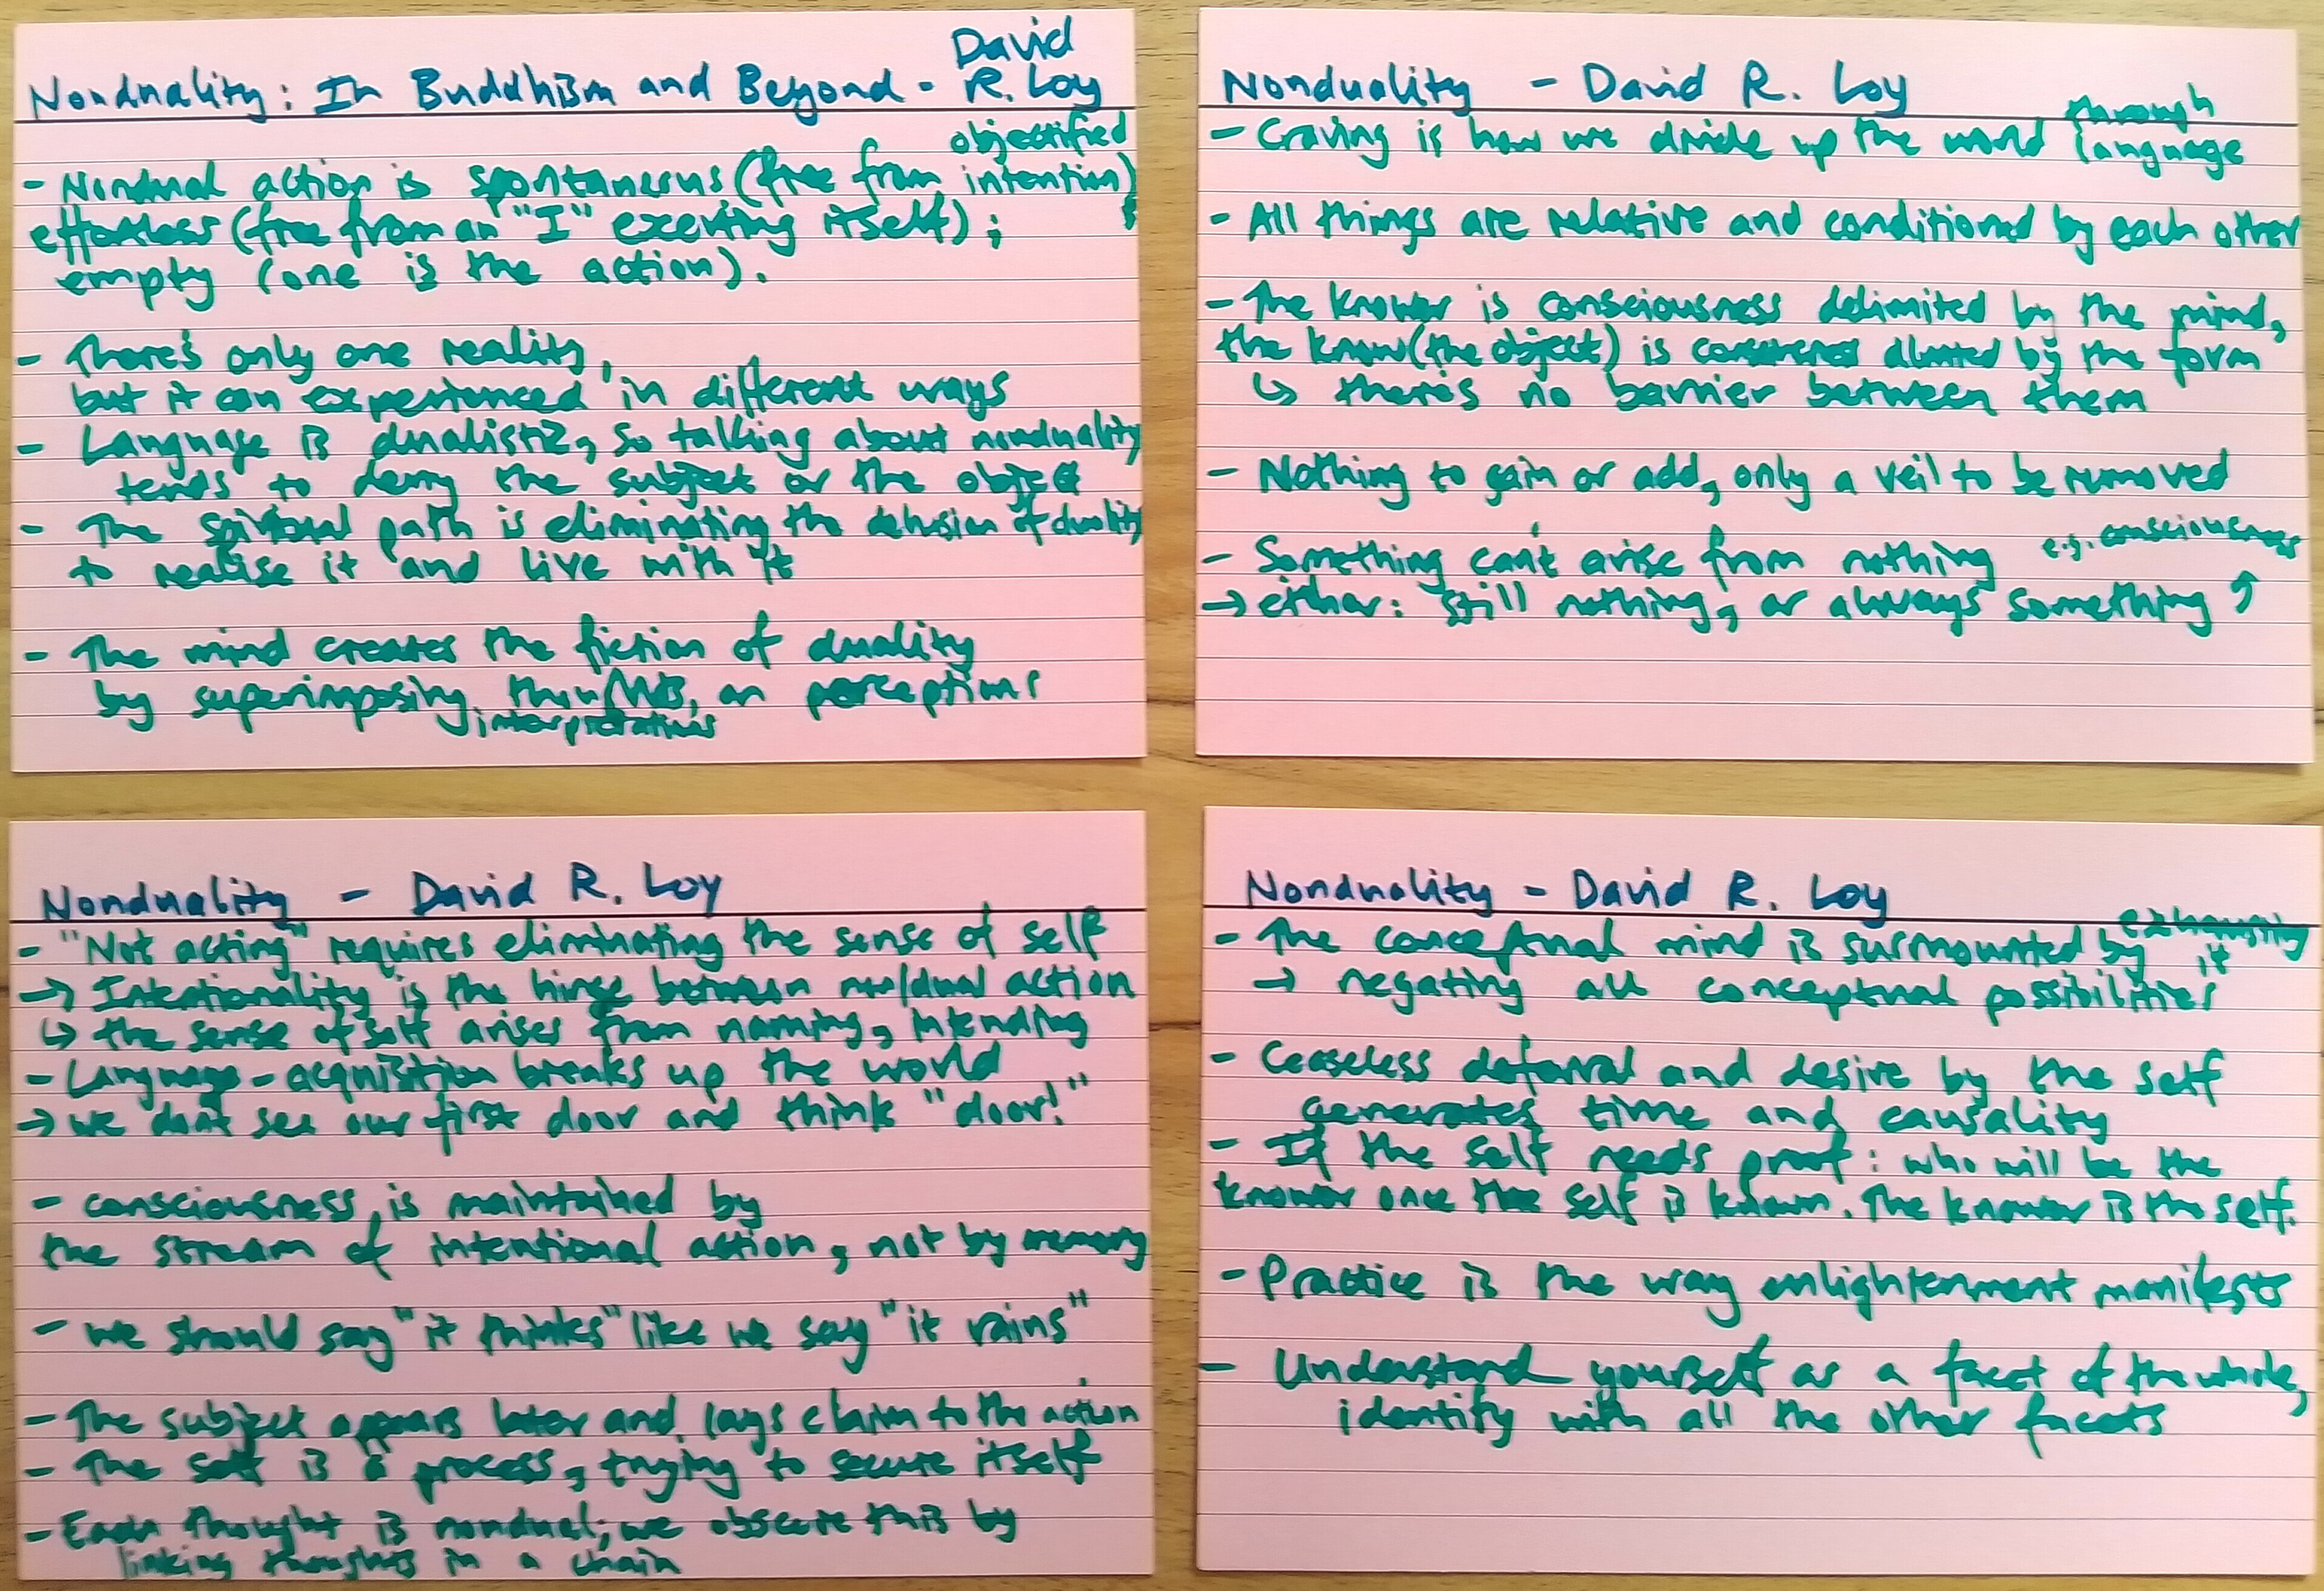 Nonduality: In Buddhism and Beyond - David R. Loy
objectified
- Nondual action is spontaneous (free from intention);
effortless (free from an "I" exerting itself);
empty (one is the action).
- There's only one reality,
but it can experienced in different ways
- Language is dualistic, so talking about nonduality
tends to deny the subject or the object
- The spiritual path is eliminating the delusion of duality
to realise it and live with it
- The mind creates the fiction of duality
by superimposing thoughts, on perceptions
interpretations
Nonduality - David R. Loy
through
- Craving is how we divide up the world language
- All things are relative and conditioned by each other
- The knower is consciousness delimited by the mind,
the know (the object) is by the form
↳ there's no barrier between them
- Nothing to gain or add, only a veil to be removed
- Something can't arise from nothing e.g. consciousness
→ either: still nothing, or always something ↑
Nonduality - David R. Loy
- "Not acting" requires eliminating the sense of self
→ Intentionality is the hinge between non/dual action
↳ the sense of self arises from naming, intending
- Language-acquisition breaks up the world
→ we don't see our first door and think "door!"
- consciousness is maintained by
the stream of intentional action, not by memory
- we should say "it thinks" like we say "it rains"
- The subject appears later and lays claim to the action
- The self is a process, trying to secure itself
- Each thought is nondual; we obscure this by
linking thoughts in a chain
Nonduality - David R. Loy
- The conceptual mind is surmounted by exhausting it
→ negating all conceptual possibilities
- Ceaseless deferral and desire by the self
generates time and causality
- If the self needs proof: who will be the
knower once the self is known. The knower is the self.
- Practice is the way enlightenment manifests
- Understand yourself as a facet of the whole,
identify with all the other facets